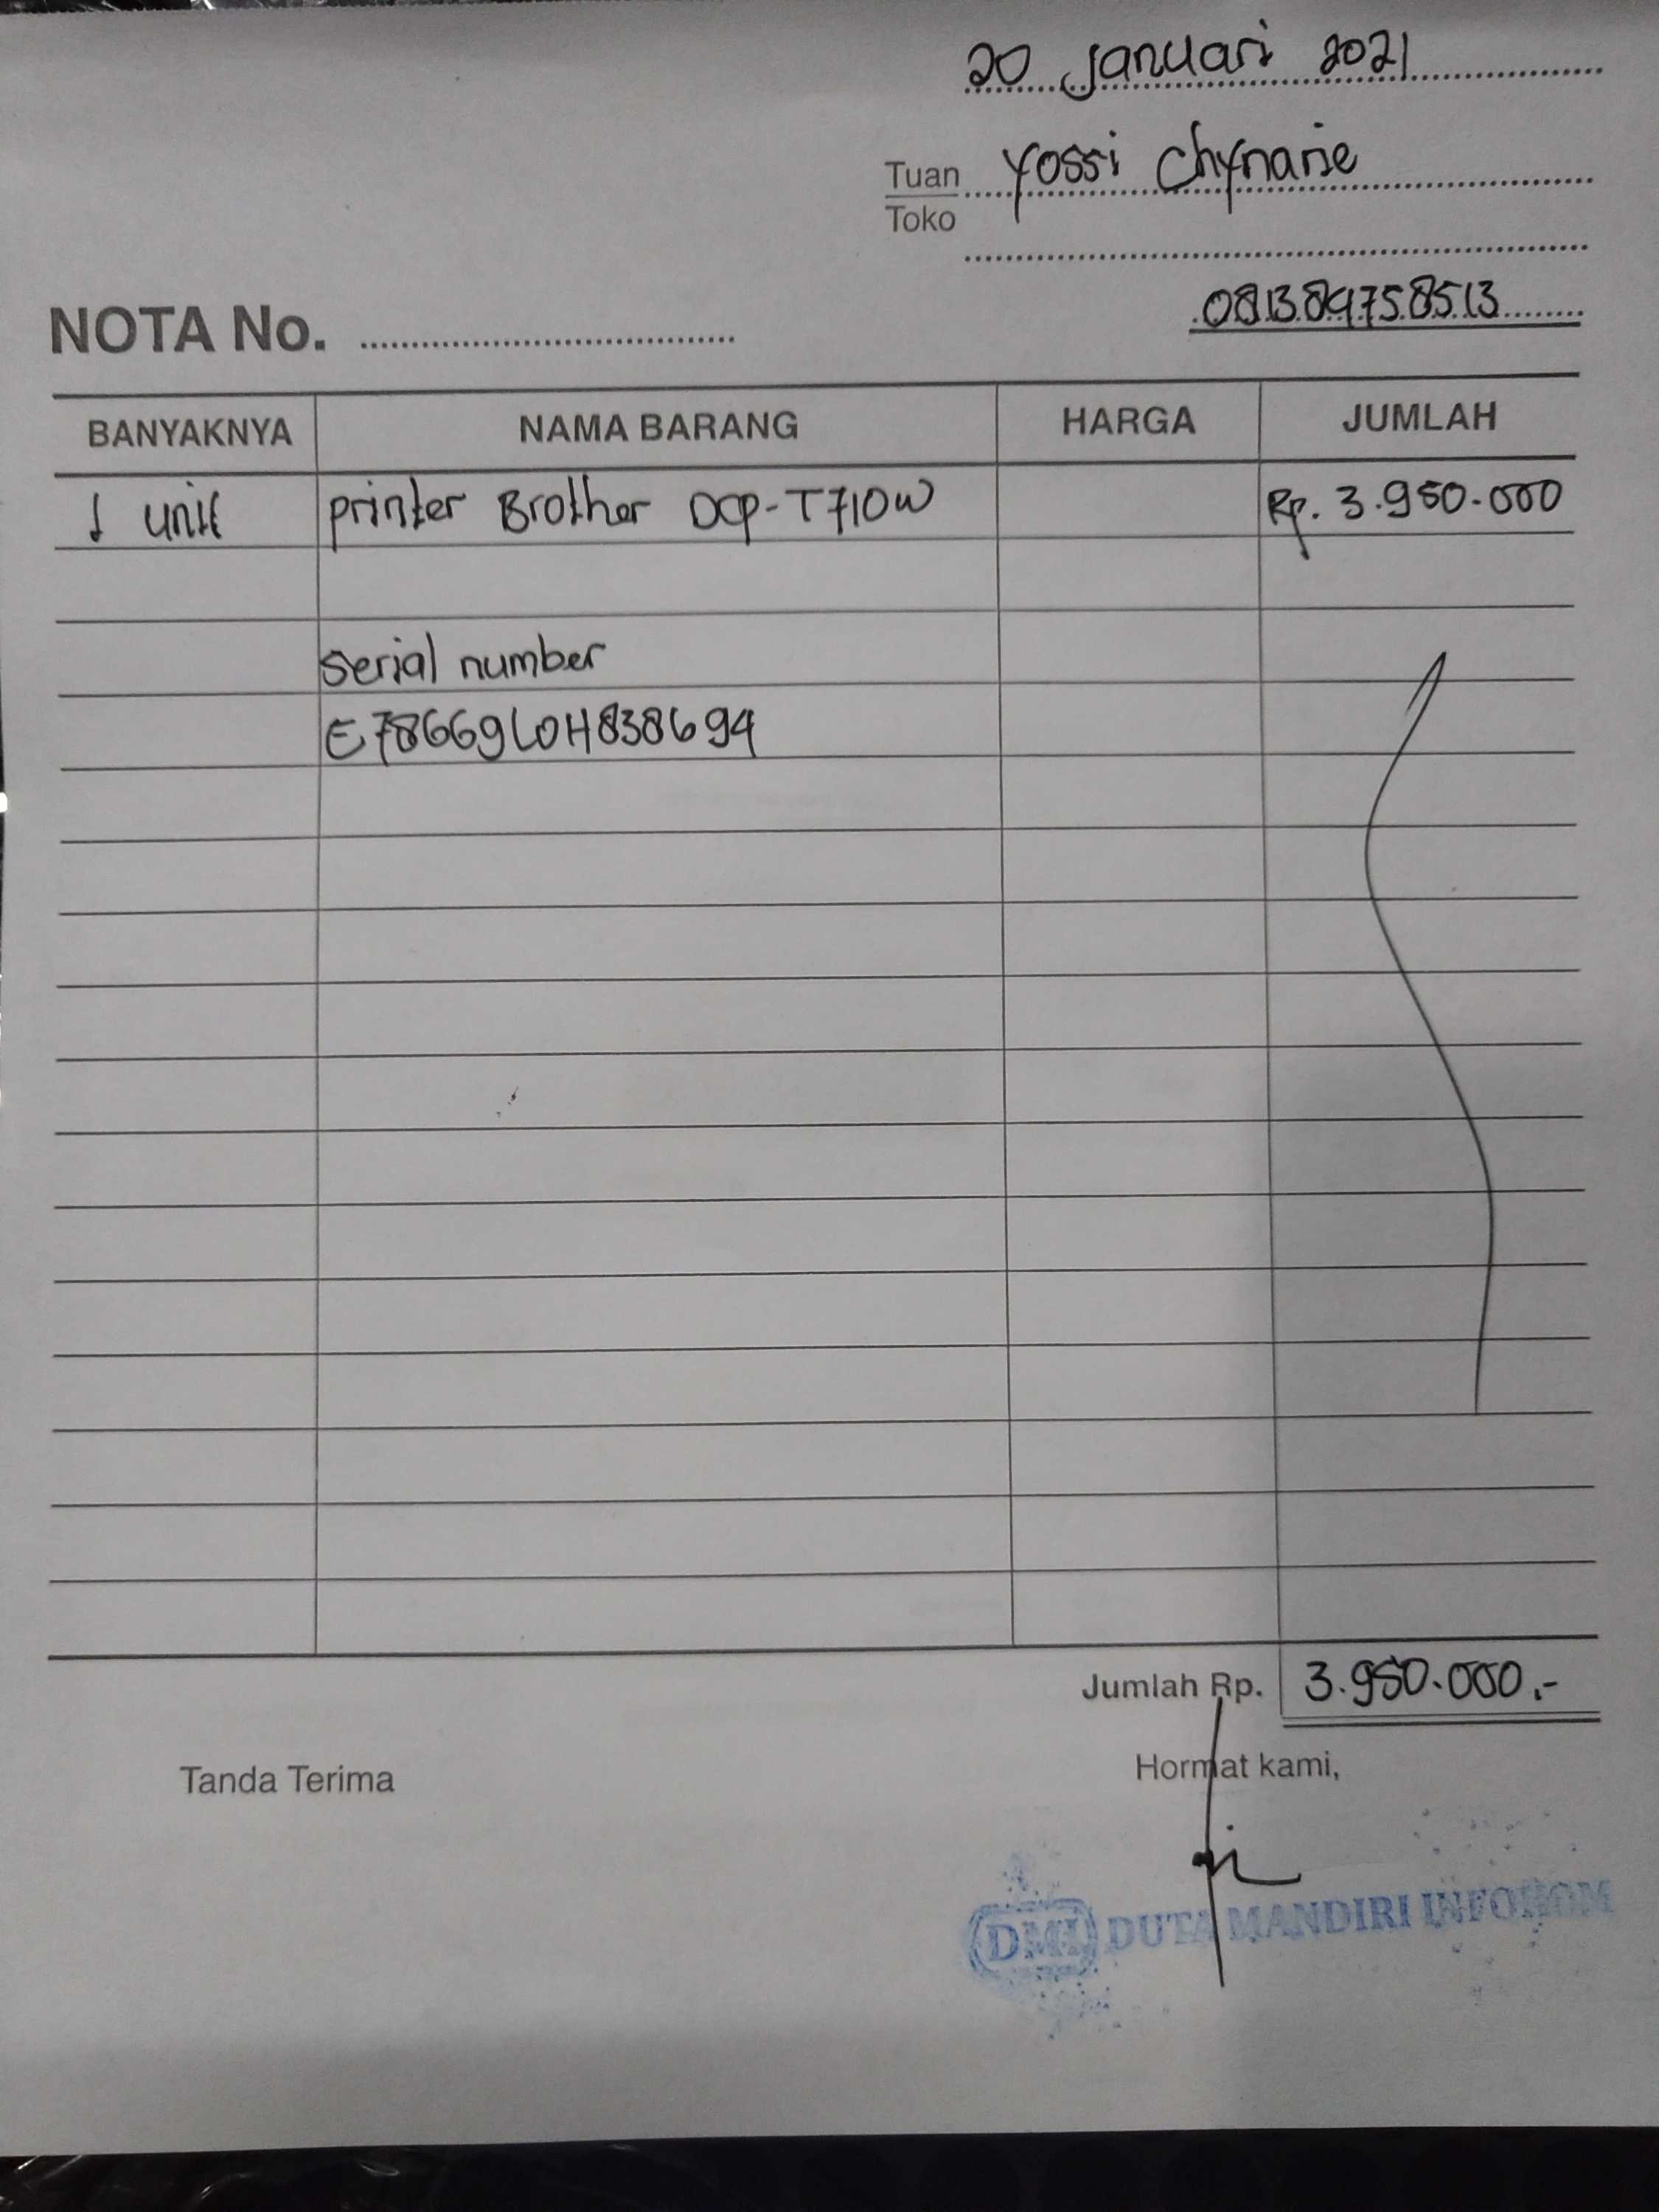 20 Januari 2021
Tuan Yossi Chynarie
Toko
081389758513
NOTA No.
BANYAKNYA NAMA BARANG HARGA JUMLAH
1 unit printer Brother DCP-T710W Rp. 3.950.000
serial number
E78669L0H838694
Jumlah Rp. 3.950.000.-
Tanda Terima Hormat kami,
DMI DUTA MANDIRI INFOKOM